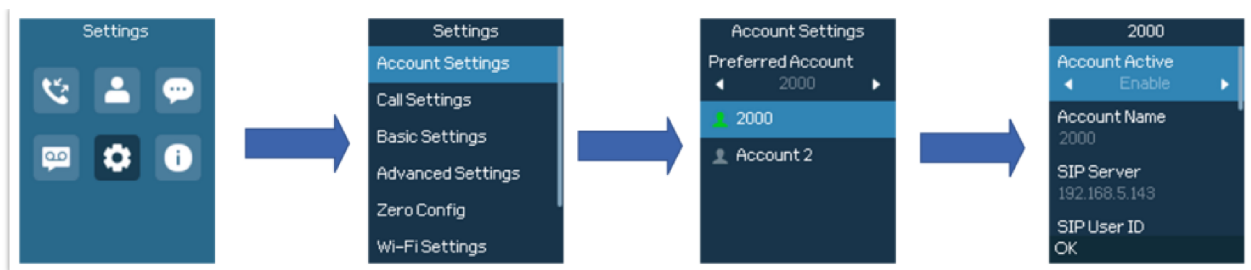 Settings
Settings
Account Settings
Call Settings
Basic Settings
Advanced Settings
Zero Config
Wi-Fi Settings
Account Settings
Preferred Account
2000
2000
Account 2
2000
Account Active
Enable
Account Name
2000
SIP Server
192.168.5.143
SIP User ID
OK